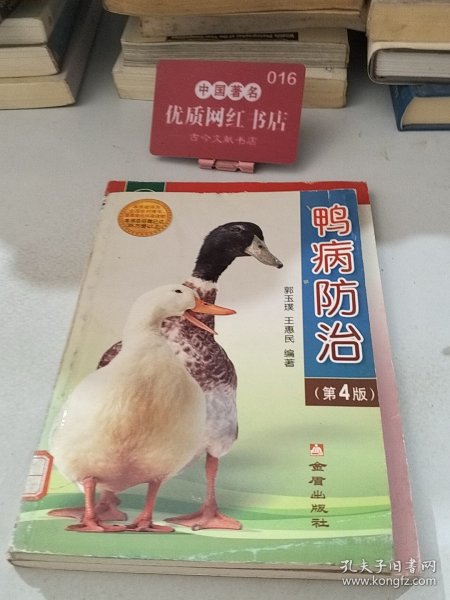 016
中国著名
优质网红书店
古今文献书店
鸭病防治
(第4版)
郭玉璞 王惠民 编著
金盾出版社
孔夫子旧书网
www.kongfz.com